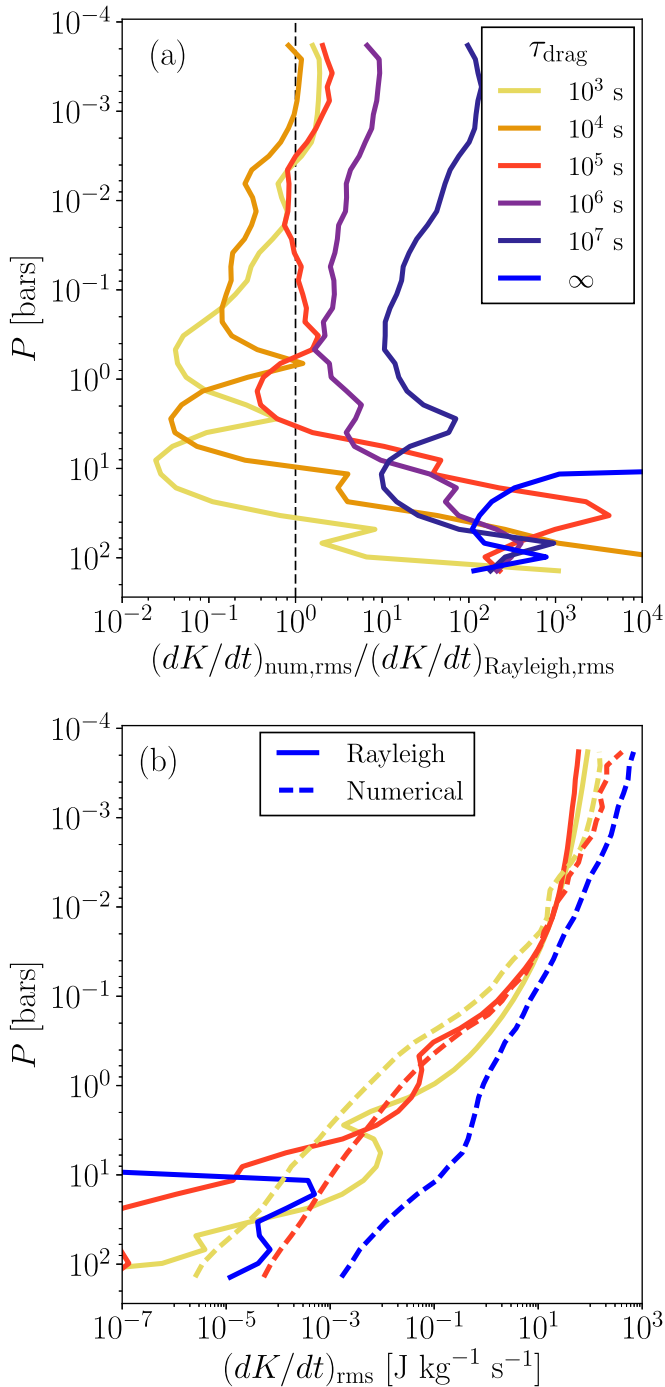 (a)
τ_drag
10^3 s
10^4 s
10^5 s
10^6 s
10^7 s
∞
10^−4
10^−3
10^−2
10^−1
10^0
10^1
10^2
P [bars]
10^−2 10^−1 10^0 10^1 10^2 10^3 10^4
(dK/dt)_num,rms/(dK/dt)_Rayleigh,rms
(b)
Rayleigh
Numerical
10^−4
10^−3
10^−2
10^−1
10^0
10^1
10^2
P [bars]
10^−7 10^−5 10^−3 10^−1 10^1 10^3
(dK/dt)_rms [J kg^−1 s^−1]